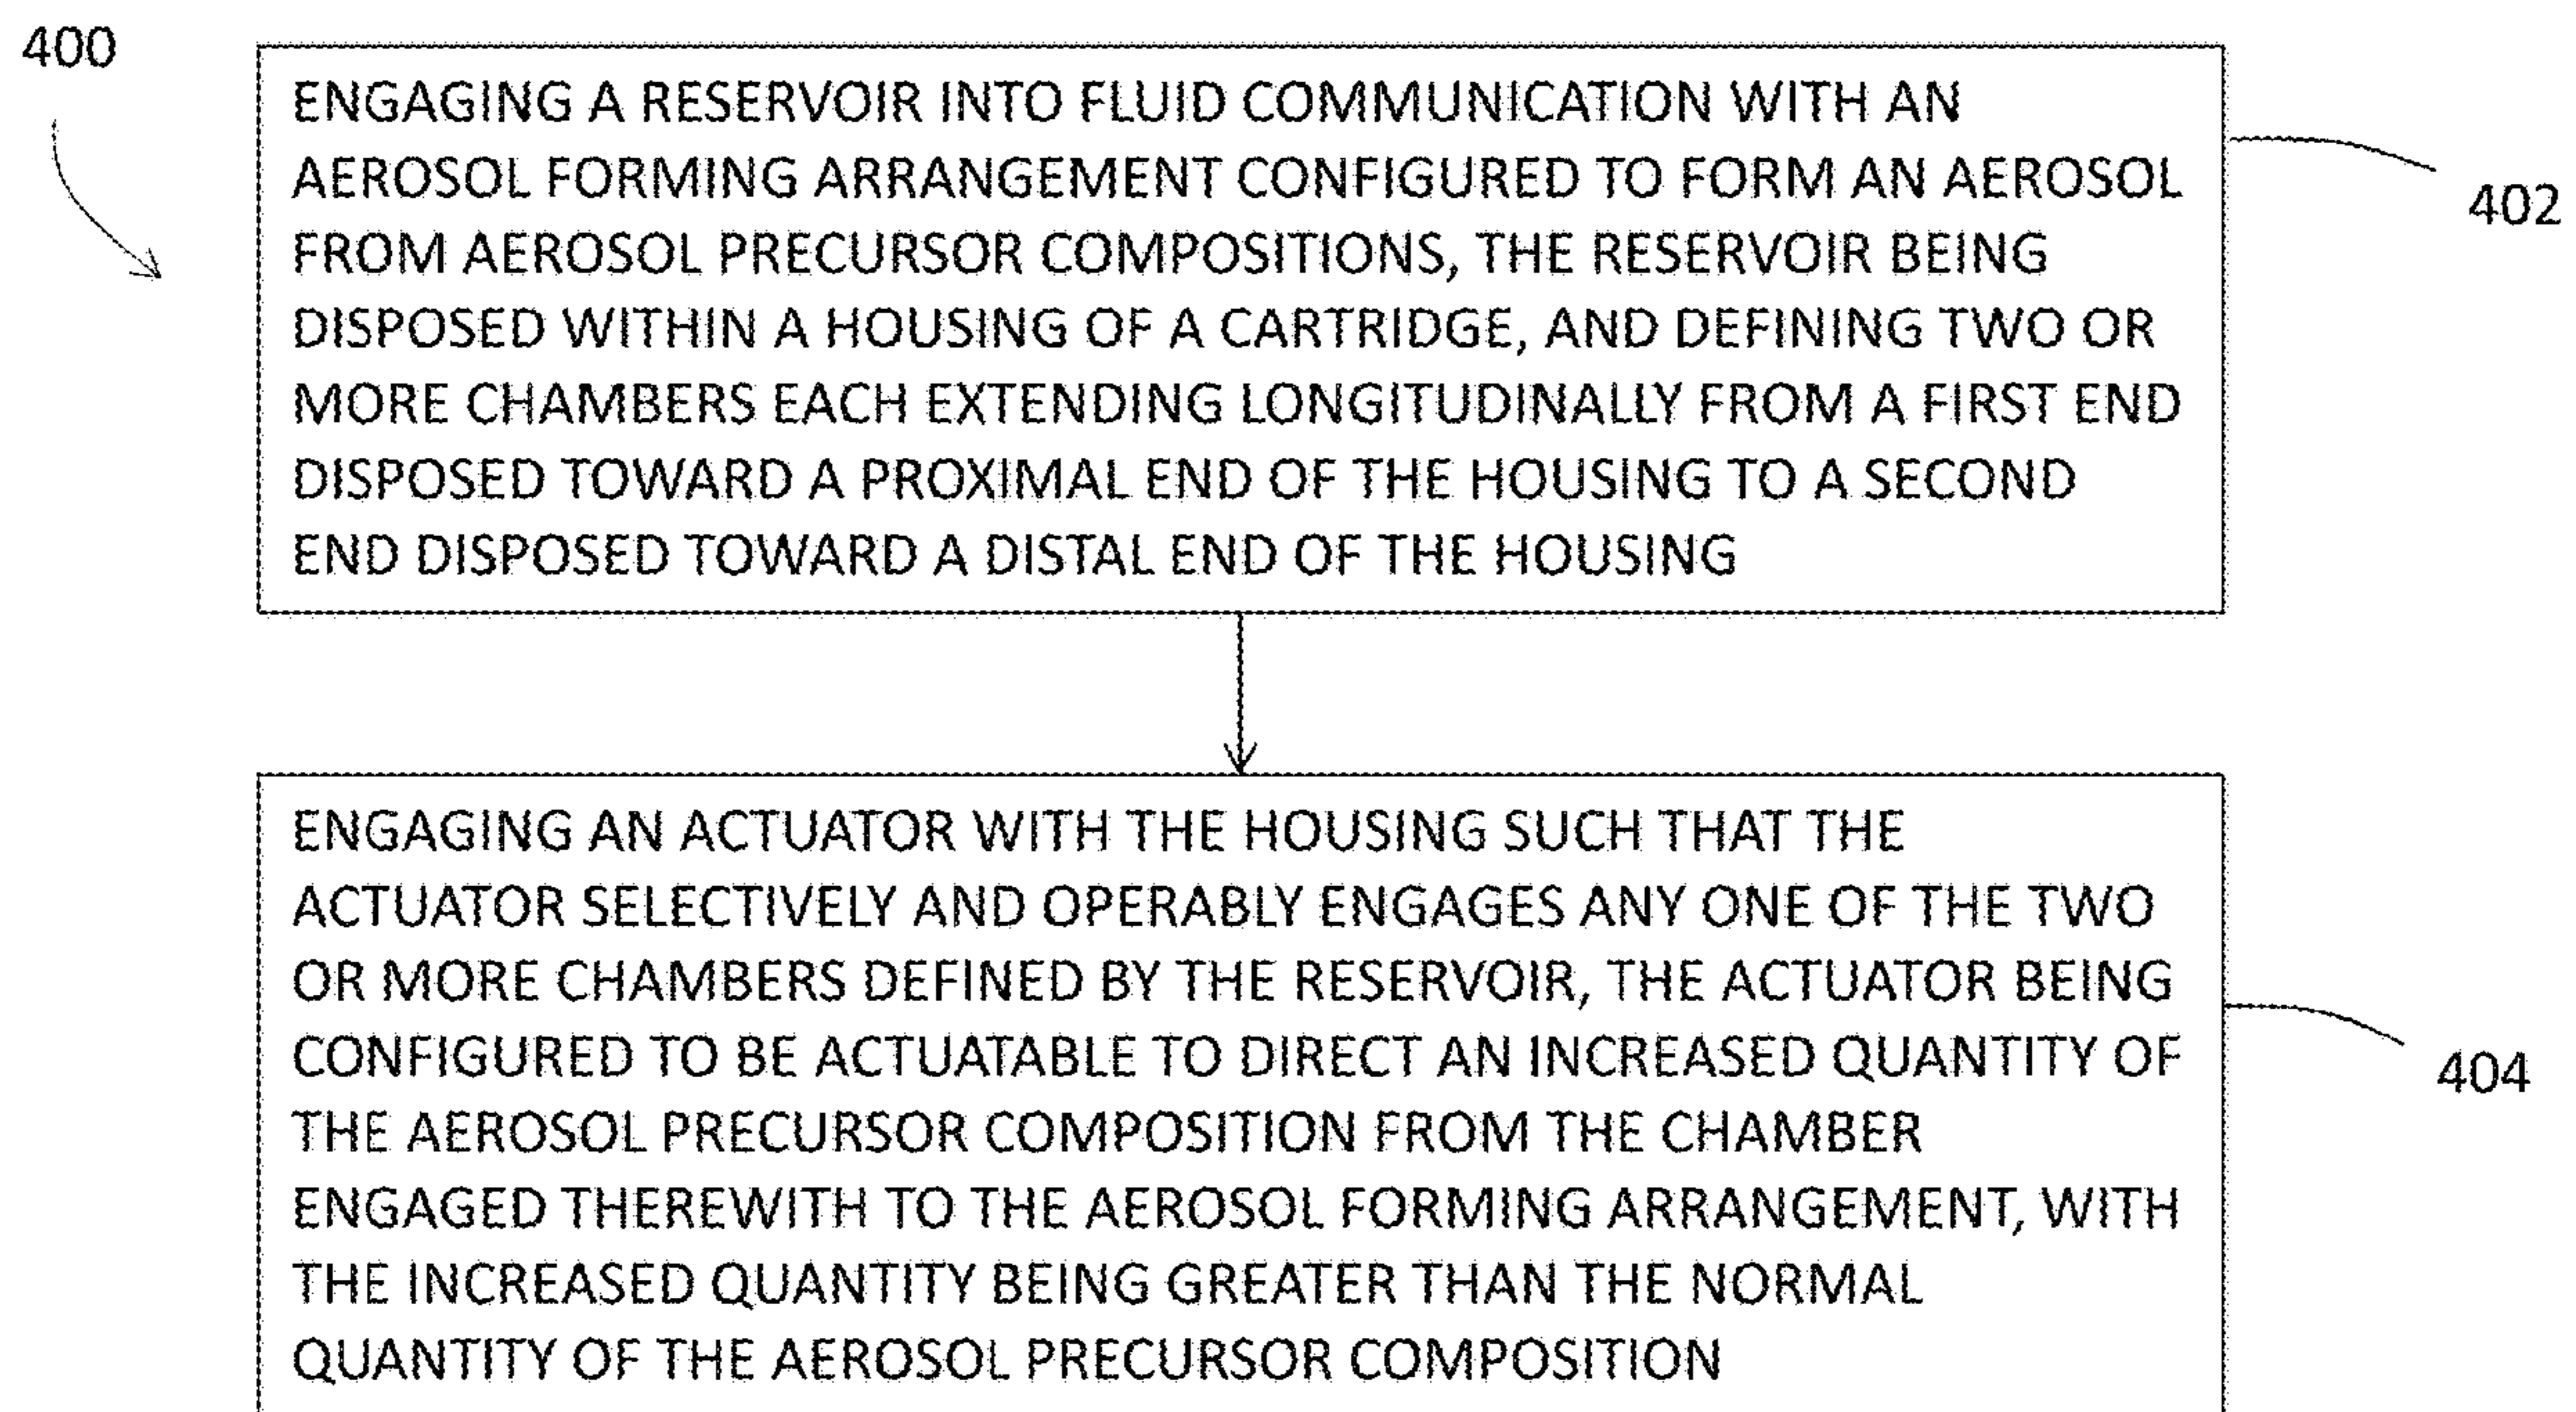 400
ENGAGING A RESERVOIR INTO FLUID COMMUNICATION WITH AN
AEROSOL FORMING ARRANGEMENT CONFIGURED TO FORM AN AEROSOL
FROM AEROSOL PRECURSOR COMPOSITIONS, THE RESERVOIR BEING
DISPOSED WITHIN A HOUSING OF A CARTRIDGE, AND DEFINING TWO OR
MORE CHAMBERS EACH EXTENDING LONGITUDINALLY FROM A FIRST END
DISPOSED TOWARD A PROXIMAL END OF THE HOUSING TO A SECOND
END DISPOSED TOWARD A DISTAL END OF THE HOUSING
402
ENGAGING AN ACTUATOR WITH THE HOUSING SUCH THAT THE
ACTUATOR SELECTIVELY AND OPERABLY ENGAGES ANY ONE OF THE TWO
OR MORE CHAMBERS DEFINED BY THE RESERVOIR, THE ACTUATOR BEING
CONFIGURED TO BE ACTUATABLE TO DIRECT AN INCREASED QUANTITY OF
THE AEROSOL PRECURSOR COMPOSITION FROM THE CHAMBER
ENGAGED THEREWITH TO THE AEROSOL FORMING ARRANGEMENT, WITH
THE INCREASED QUANTITY BEING GREATER THAN THE NORMAL
QUANTITY OF THE AEROSOL PRECURSOR COMPOSITION
404